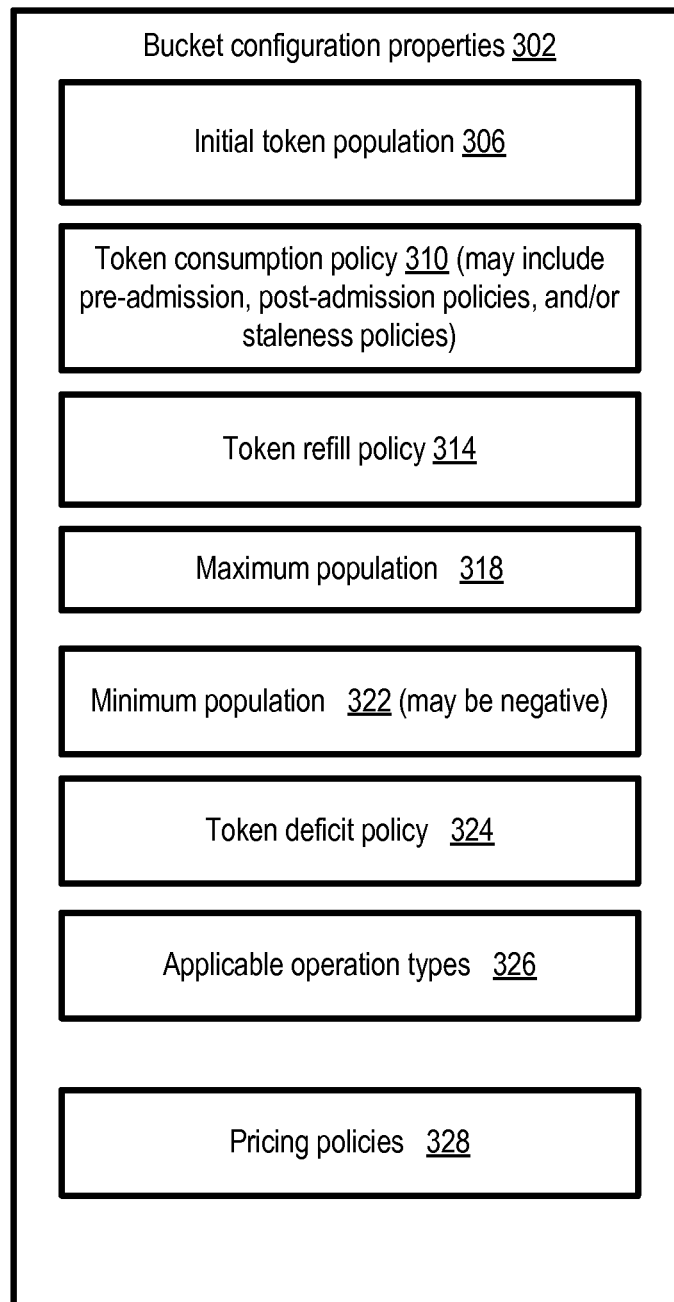 Bucket configuration properties 302
Initial token population 306
Token consumption policy 310 (may include
pre-admission, post-admission policies, and/or
staleness policies)
Token refill policy 314
Maximum population 318
Minimum population 322 (may be negative)
Token deficit policy 324
Applicable operation types 326
Pricing policies 328